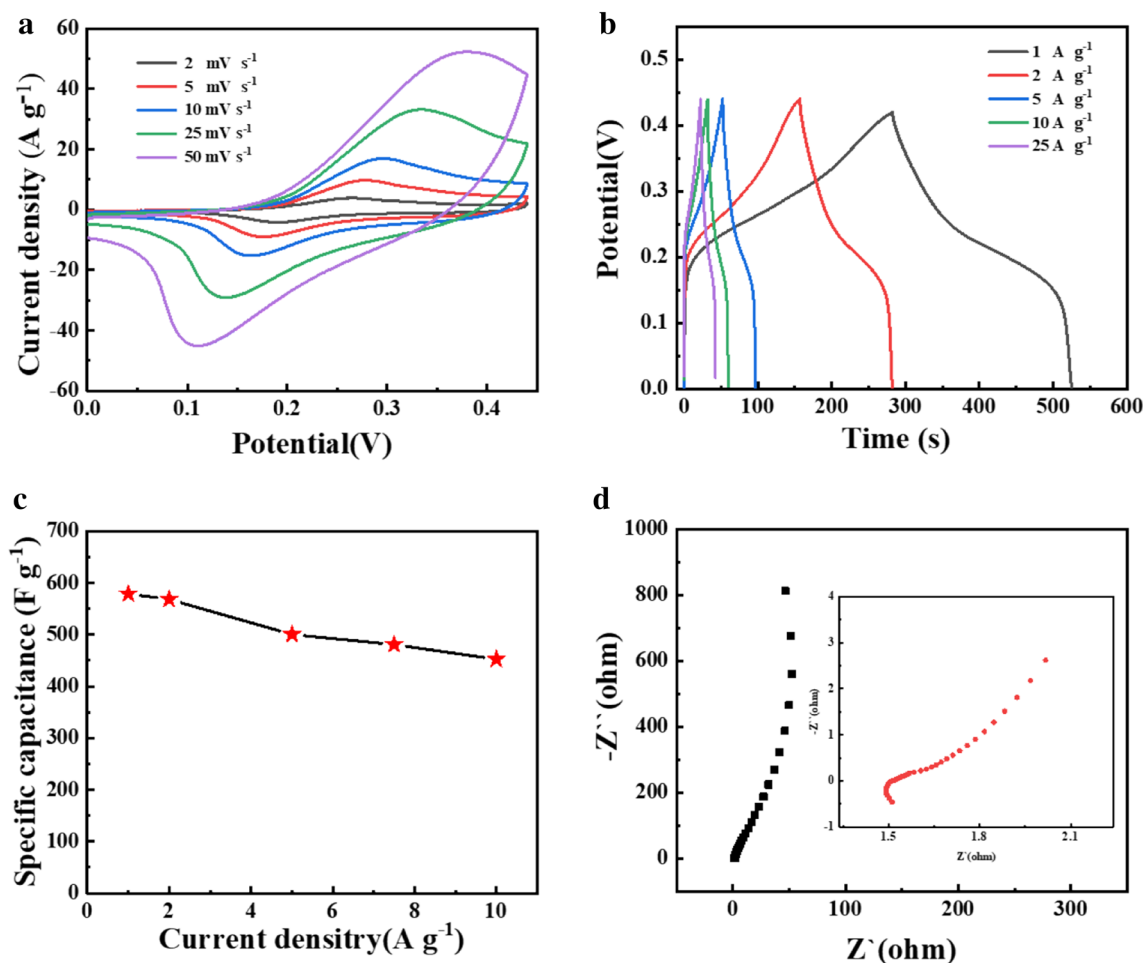 a
60
40
20
0
-20
-40
-60
Current density (A g⁻¹)
2 mV s⁻¹
5 mV s⁻¹
10 mV s⁻¹
25 mV s⁻¹
50 mV s⁻¹
0.0 0.1 0.2 0.3 0.4
Potential(V)
b
0.5
0.4
0.3
0.2
0.1
0.0
Potential(V)
1 A g⁻¹
2 A g⁻¹
5 A g⁻¹
10 A g⁻¹
25 A g⁻¹
0 100 200 300 400 500 600
Time (s)
c
700
600
500
400
300
200
100
0
Specific capacitance (F g⁻¹)
0 2 4 6 8 10
Current densitry(A g⁻¹)
d
1000
800
600
400
200
0
-Z``(ohm)
4
3
2
1
0
-1
-Z``(ohm)
1.5 1.8 2.1
Z`(ohm)
0 100 200 300
Z`(ohm)